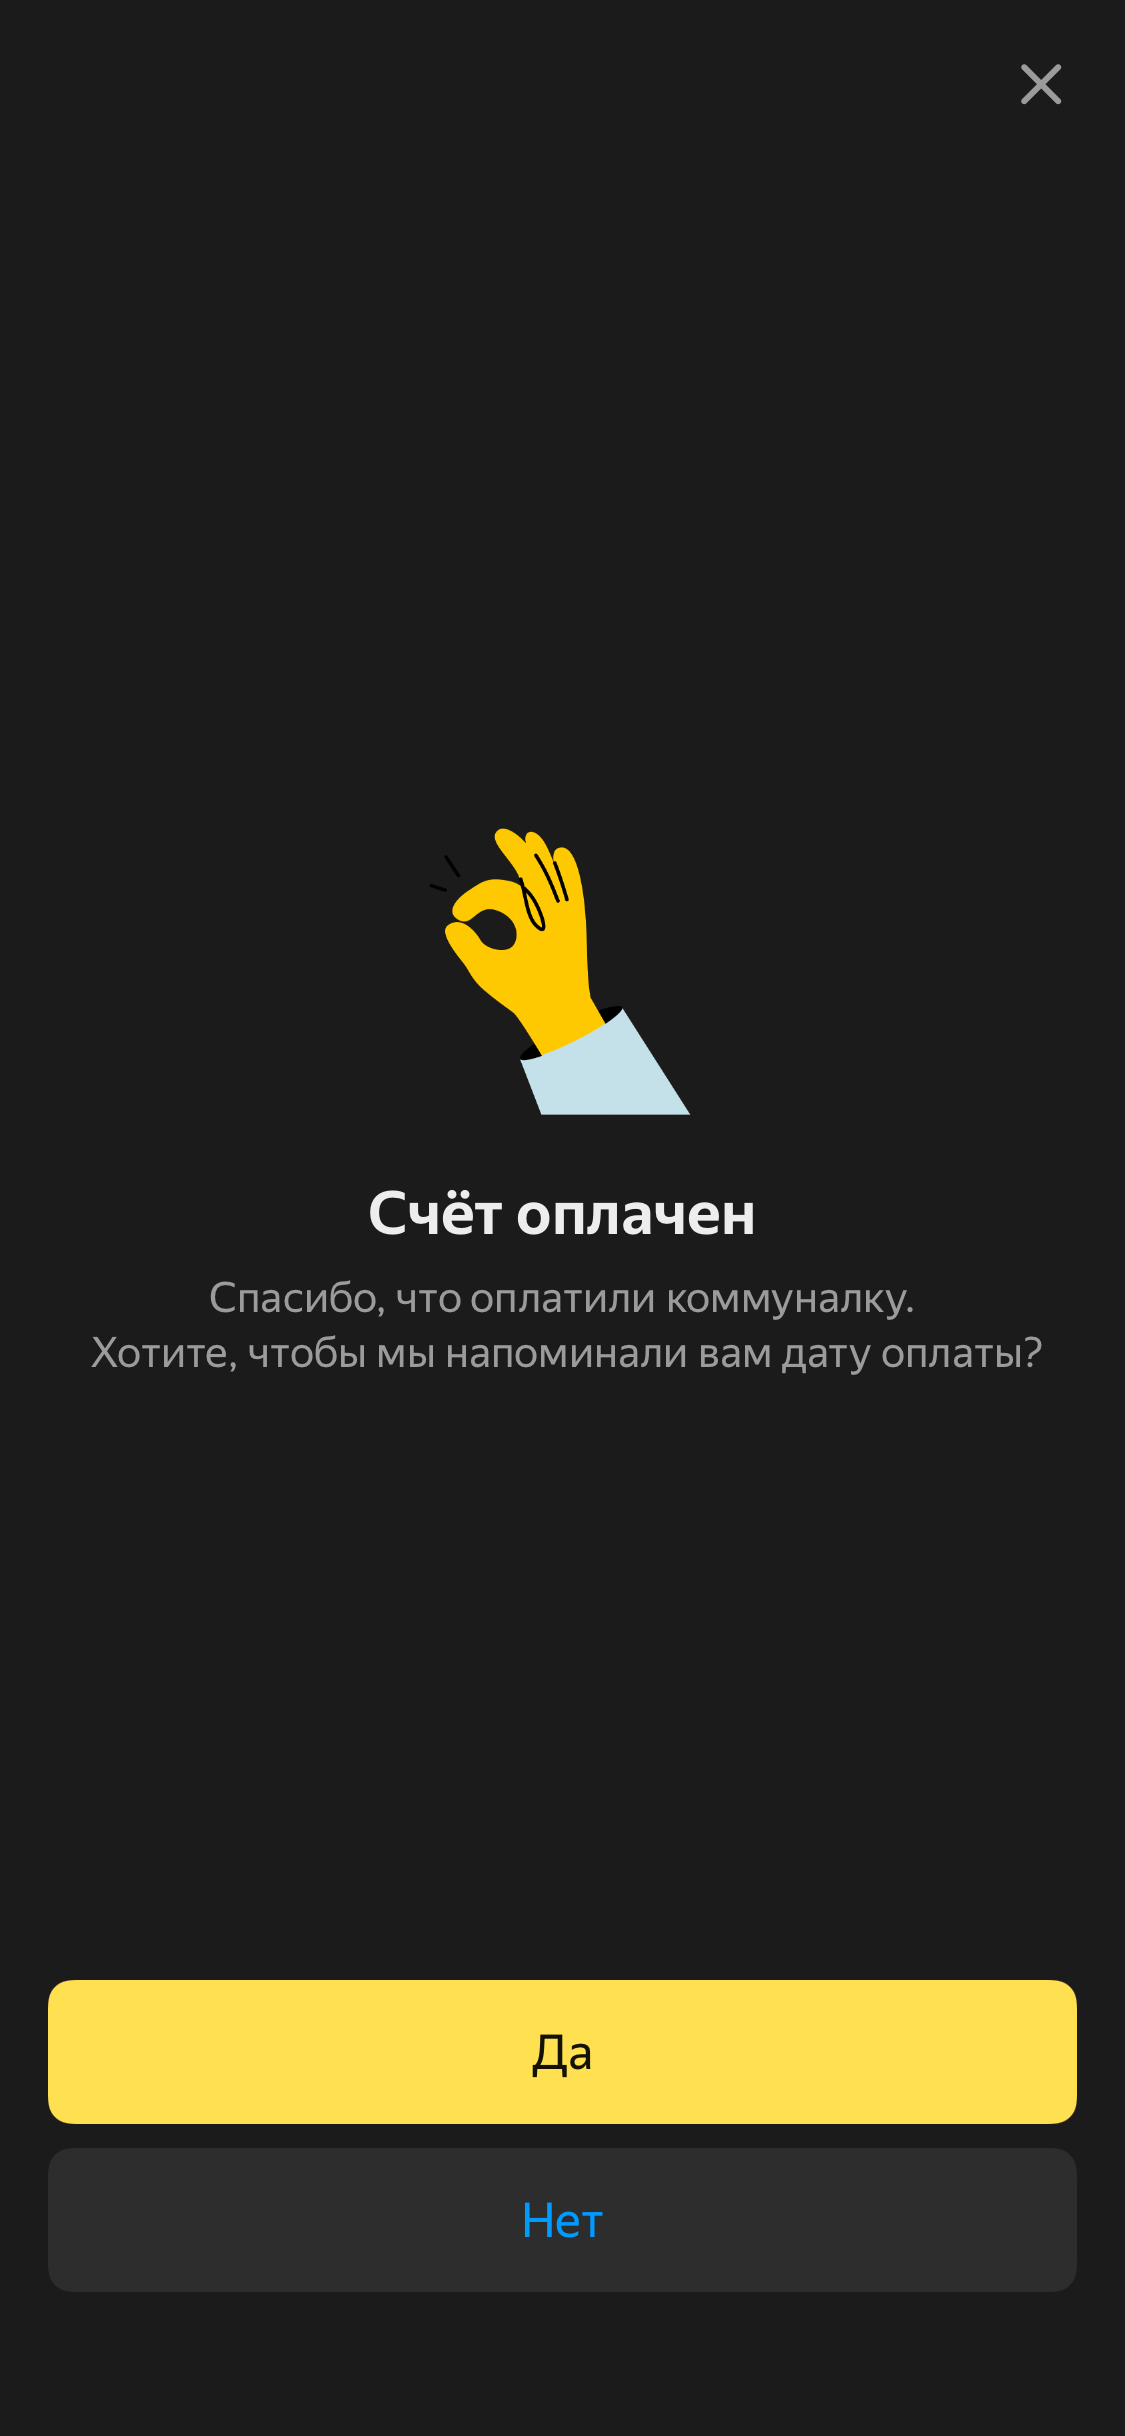 Счёт оплачен
Спасибо, что оплатили коммуналку.
Хотите, чтобы мы напоминали вам дату оплаты?
Да
Нет